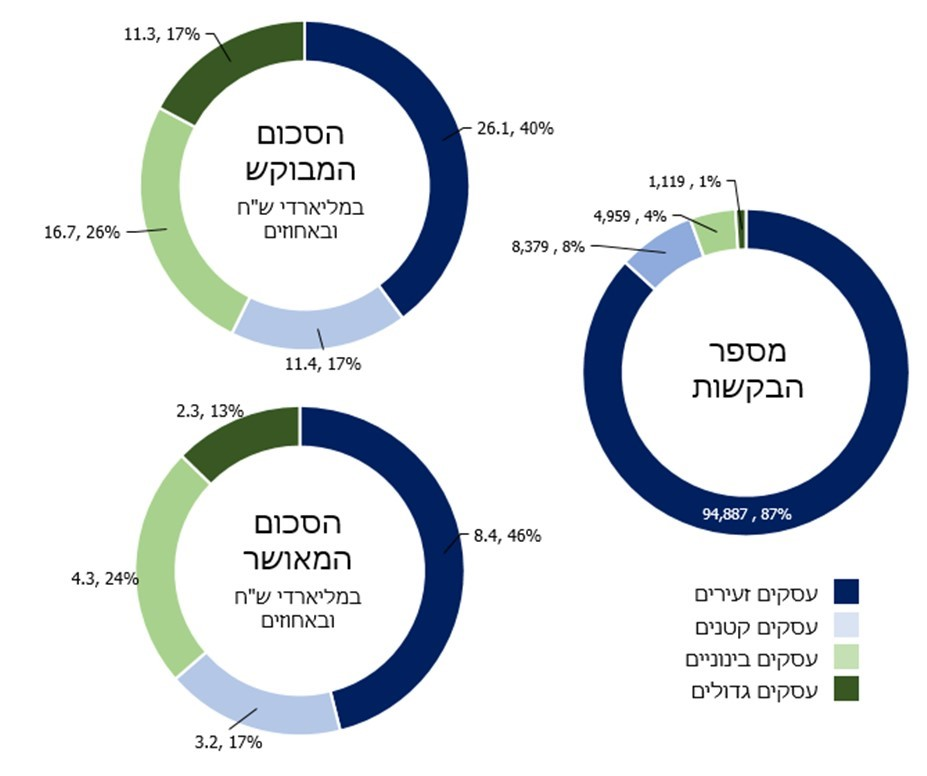 11.3, 17%
26.1, 40%
הסכום
המבוקש
במיליארדי ש"ח
ובאחוזים
16.7, 26%
11.4, 17%
1,119 , 1%
4,959 , 4%
8,379 , 8%
מספר
הבקשות
94,887 , 87%
2.3, 13%
8.4, 46%
הסכום
המאושר
במיליארדי ש"ח
ובאחוזים
4.3, 24%
3.2, 17%
עסקים זעירים
עסקים קטנים
עסקים בינוניים
עסקים גדולים